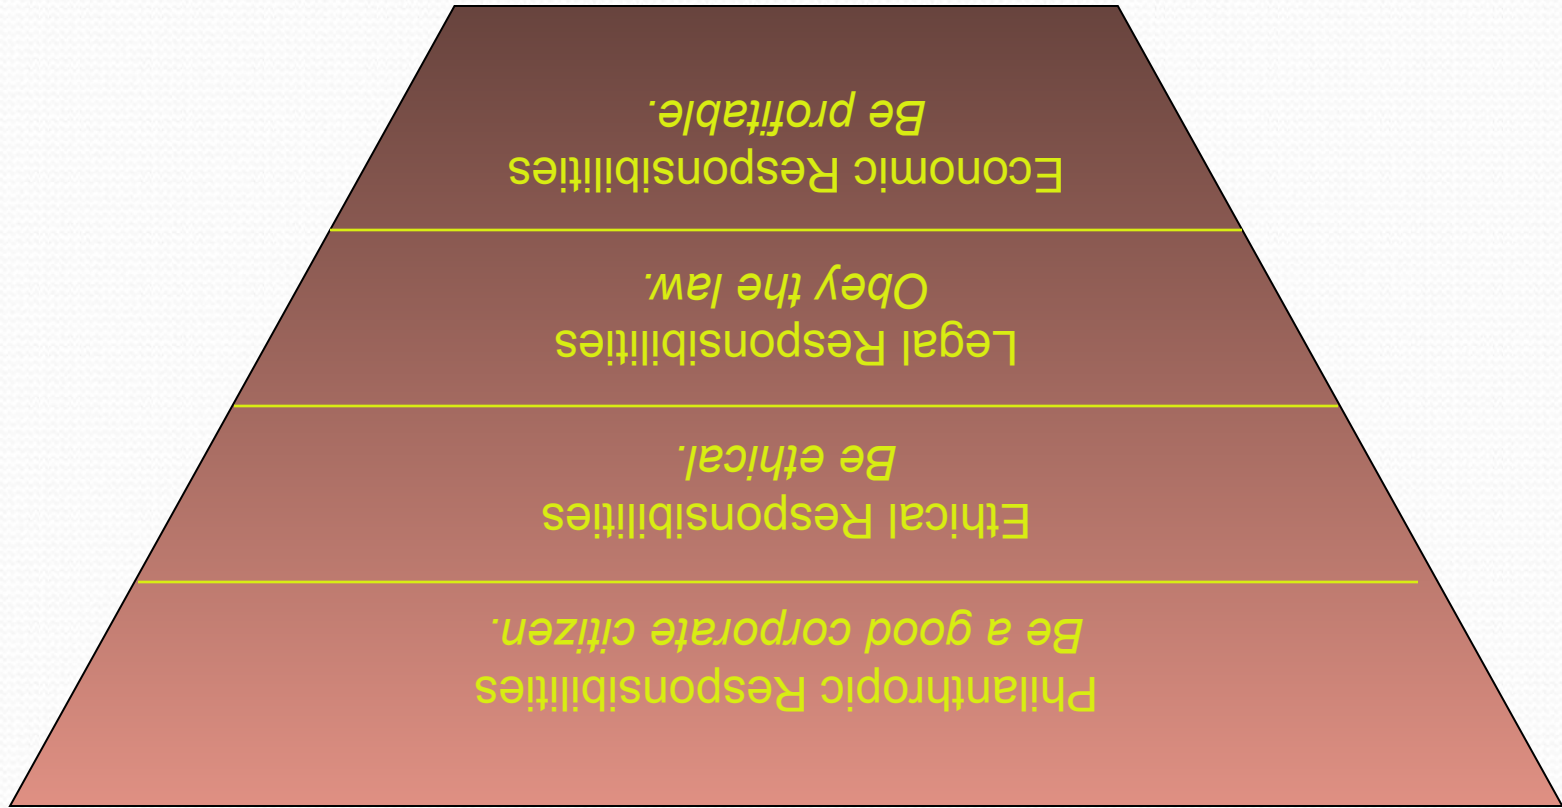 Philanthropic Responsibilities
Be a good corporate citizen.
Ethical Responsibilities
Be ethical.
Legal Responsibilities
Obey the law.
Economic Responsibilities
Be profitable.